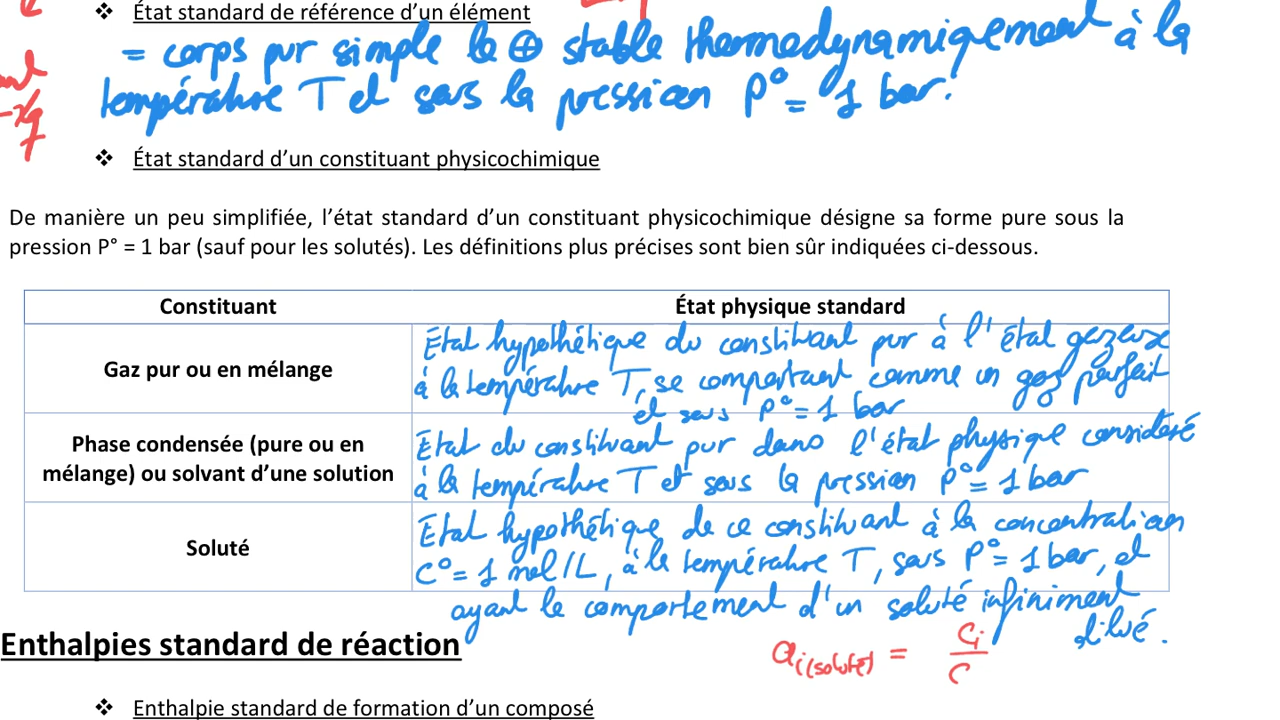 ❖ État standard de référence d'un élément
= corps pur simple le ⊕ stable thermodynamiquement à la
température T et sous la pression P° = 1 bar.
❖ État standard d'un constituant physicochimique
De manière un peu simplifiée, l'état standard d'un constituant physicochimique désigne sa forme pure sous la
pression P° = 1 bar (sauf pour les solutés). Les définitions plus précises sont bien sûr indiquées ci-dessous.
Constituant État physique standard
Gaz pur ou en mélange
État hypothétique du constituant pur à l'état gazeux
à la température T, se comportant comme un gaz parfait
et sous P° = 1 bar
Phase condensée (pure ou en
mélange) ou solvant d'une solution
État du constituant pur dans l'état physique considéré
à la température T et sous la pression P° = 1 bar
Soluté
État hypothétique de ce constituant à la concentration
C° = 1 mol/L, à la température T, sous P° = 1 bar, et
ayant le comportement d'un soluté infiniment
dilué.
Enthalpies standard de réaction
a i(soluté) = Ci / C
❖ Enthalpie standard de formation d'un composé